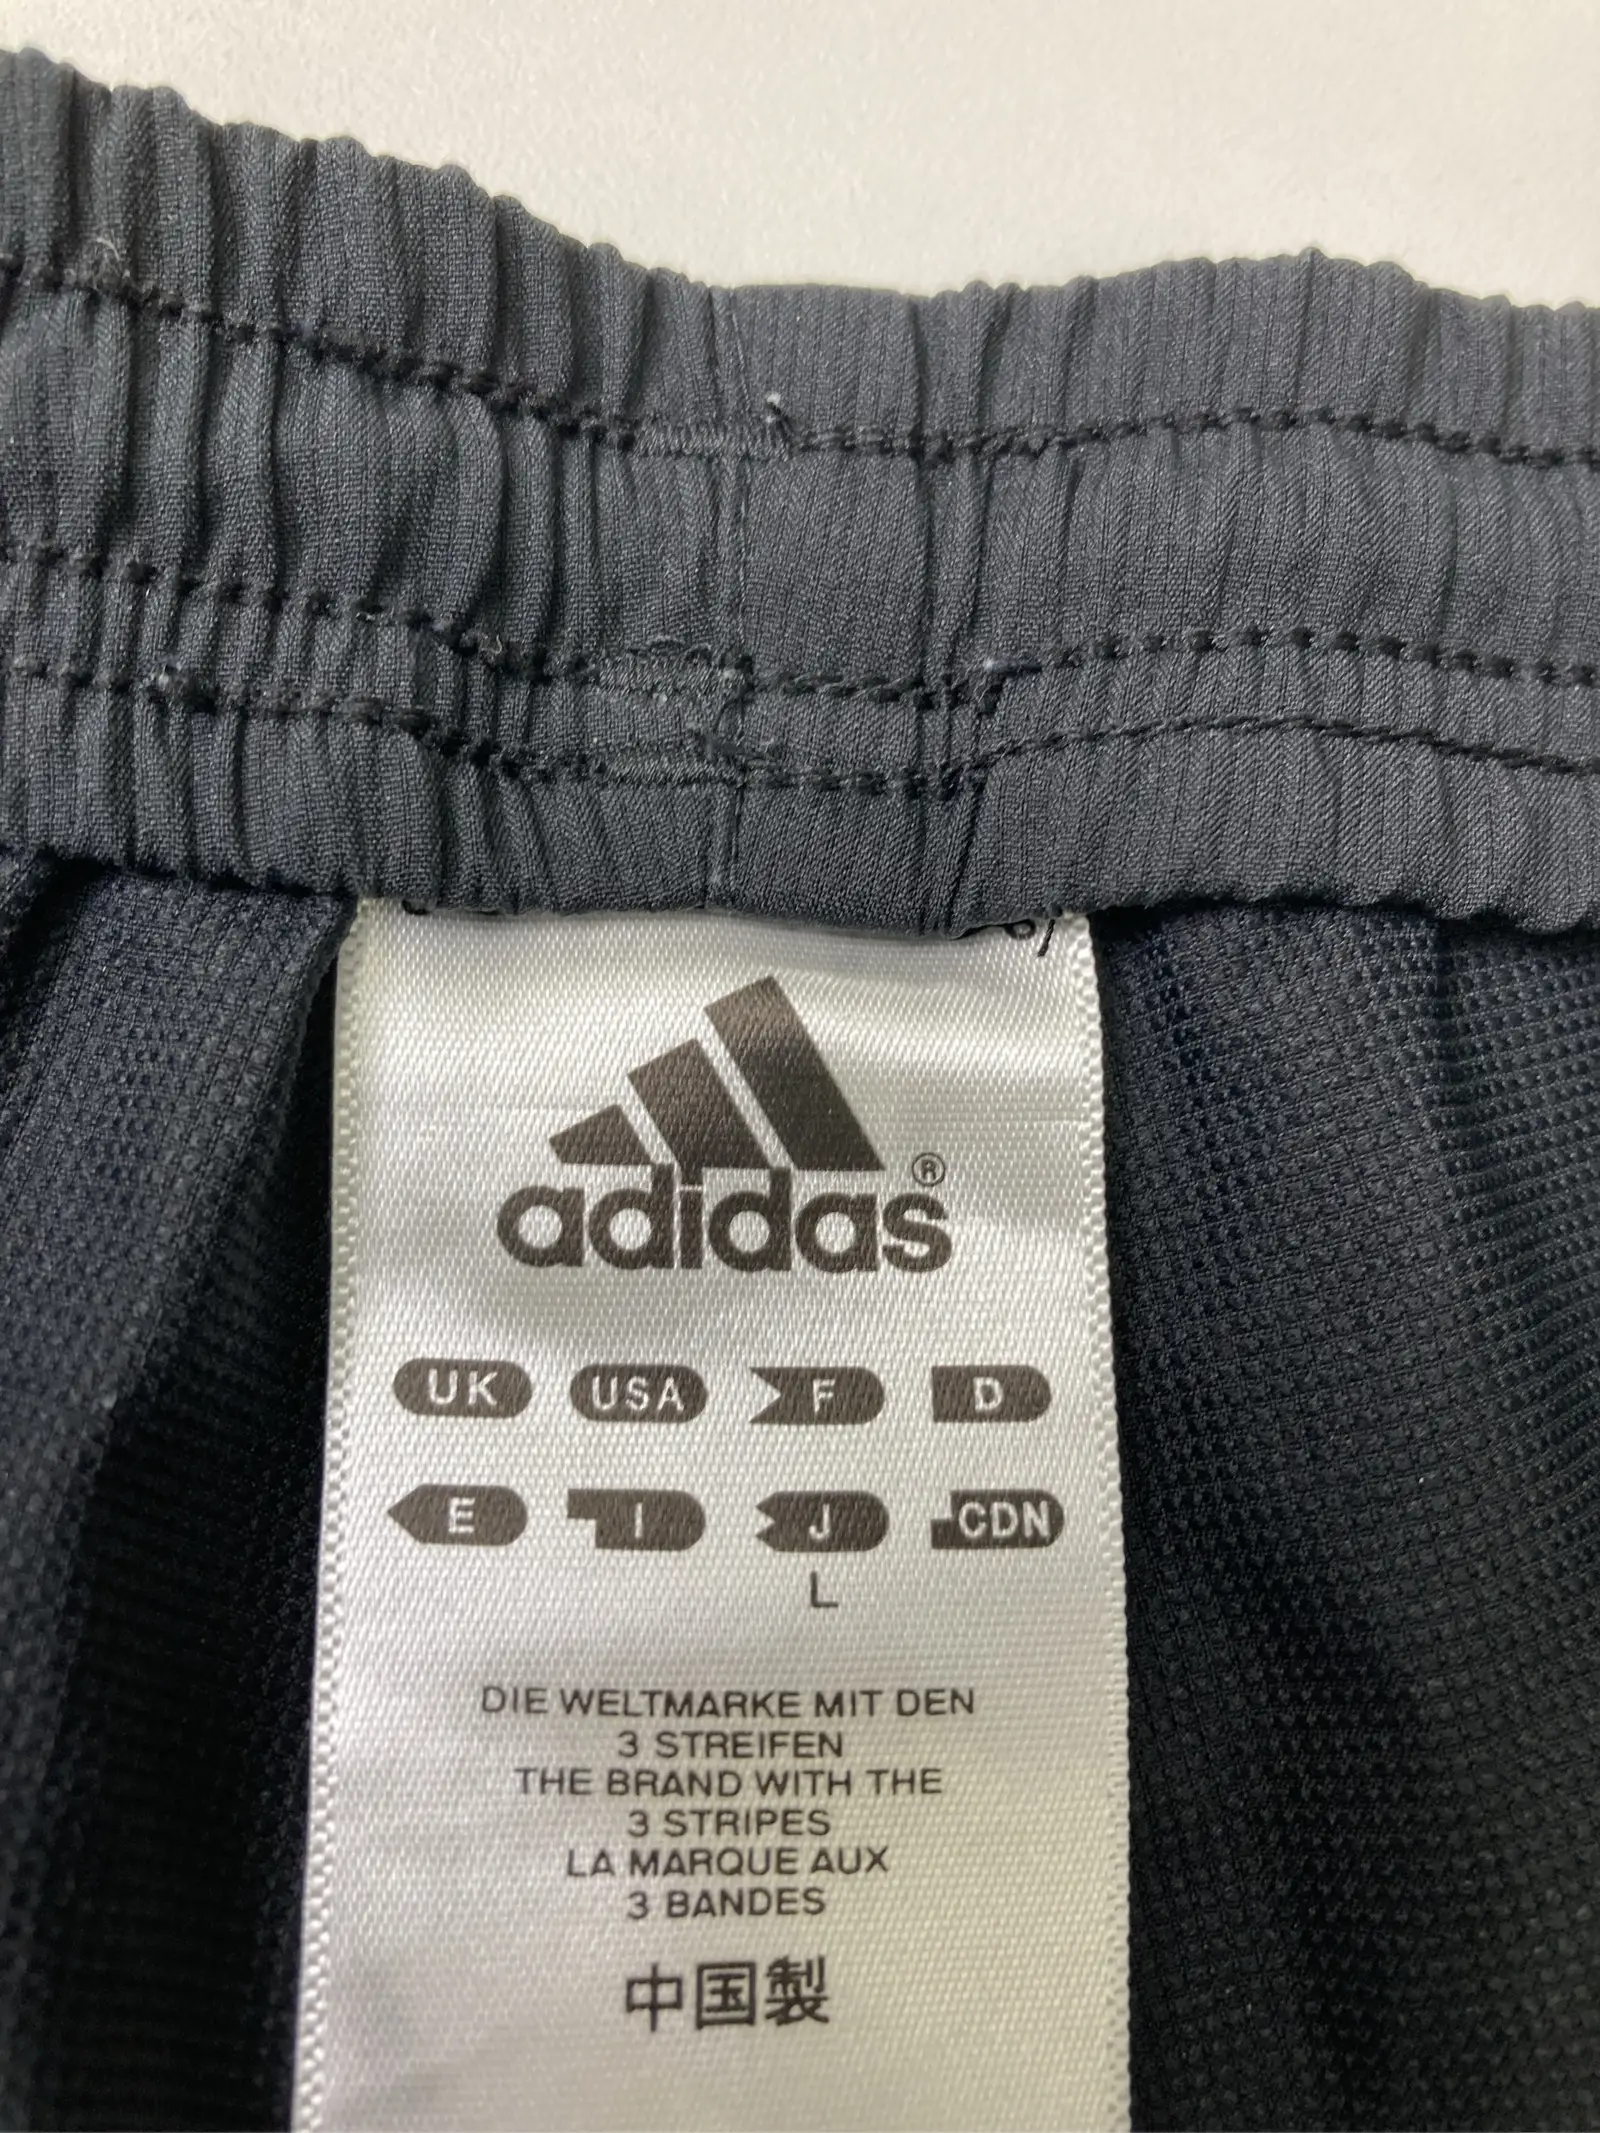 adidas®
UK USA F D
E I J CDN
L
DIE WELTMARKE MIT DEN
3 STREIFEN
THE BRAND WITH THE
3 STRIPES
LA MARQUE AUX
3 BANDES
中国製